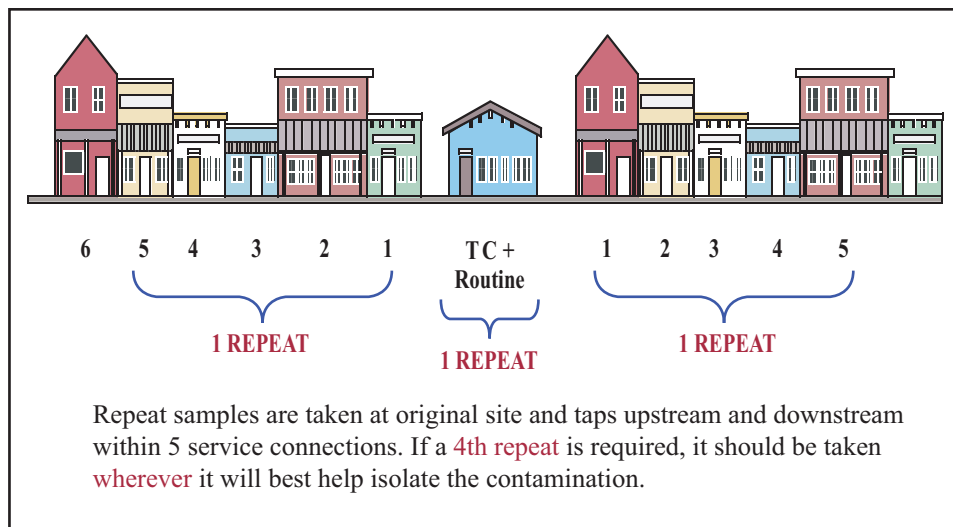 6 5 4 3 2 1 TC + 1 2 3 4 5
Routine
1 REPEAT 1 REPEAT 1 REPEAT
Repeat samples are taken at original site and taps upstream and downstream
within 5 service connections. If a 4th repeat is required, it should be taken
wherever it will best help isolate the contamination.